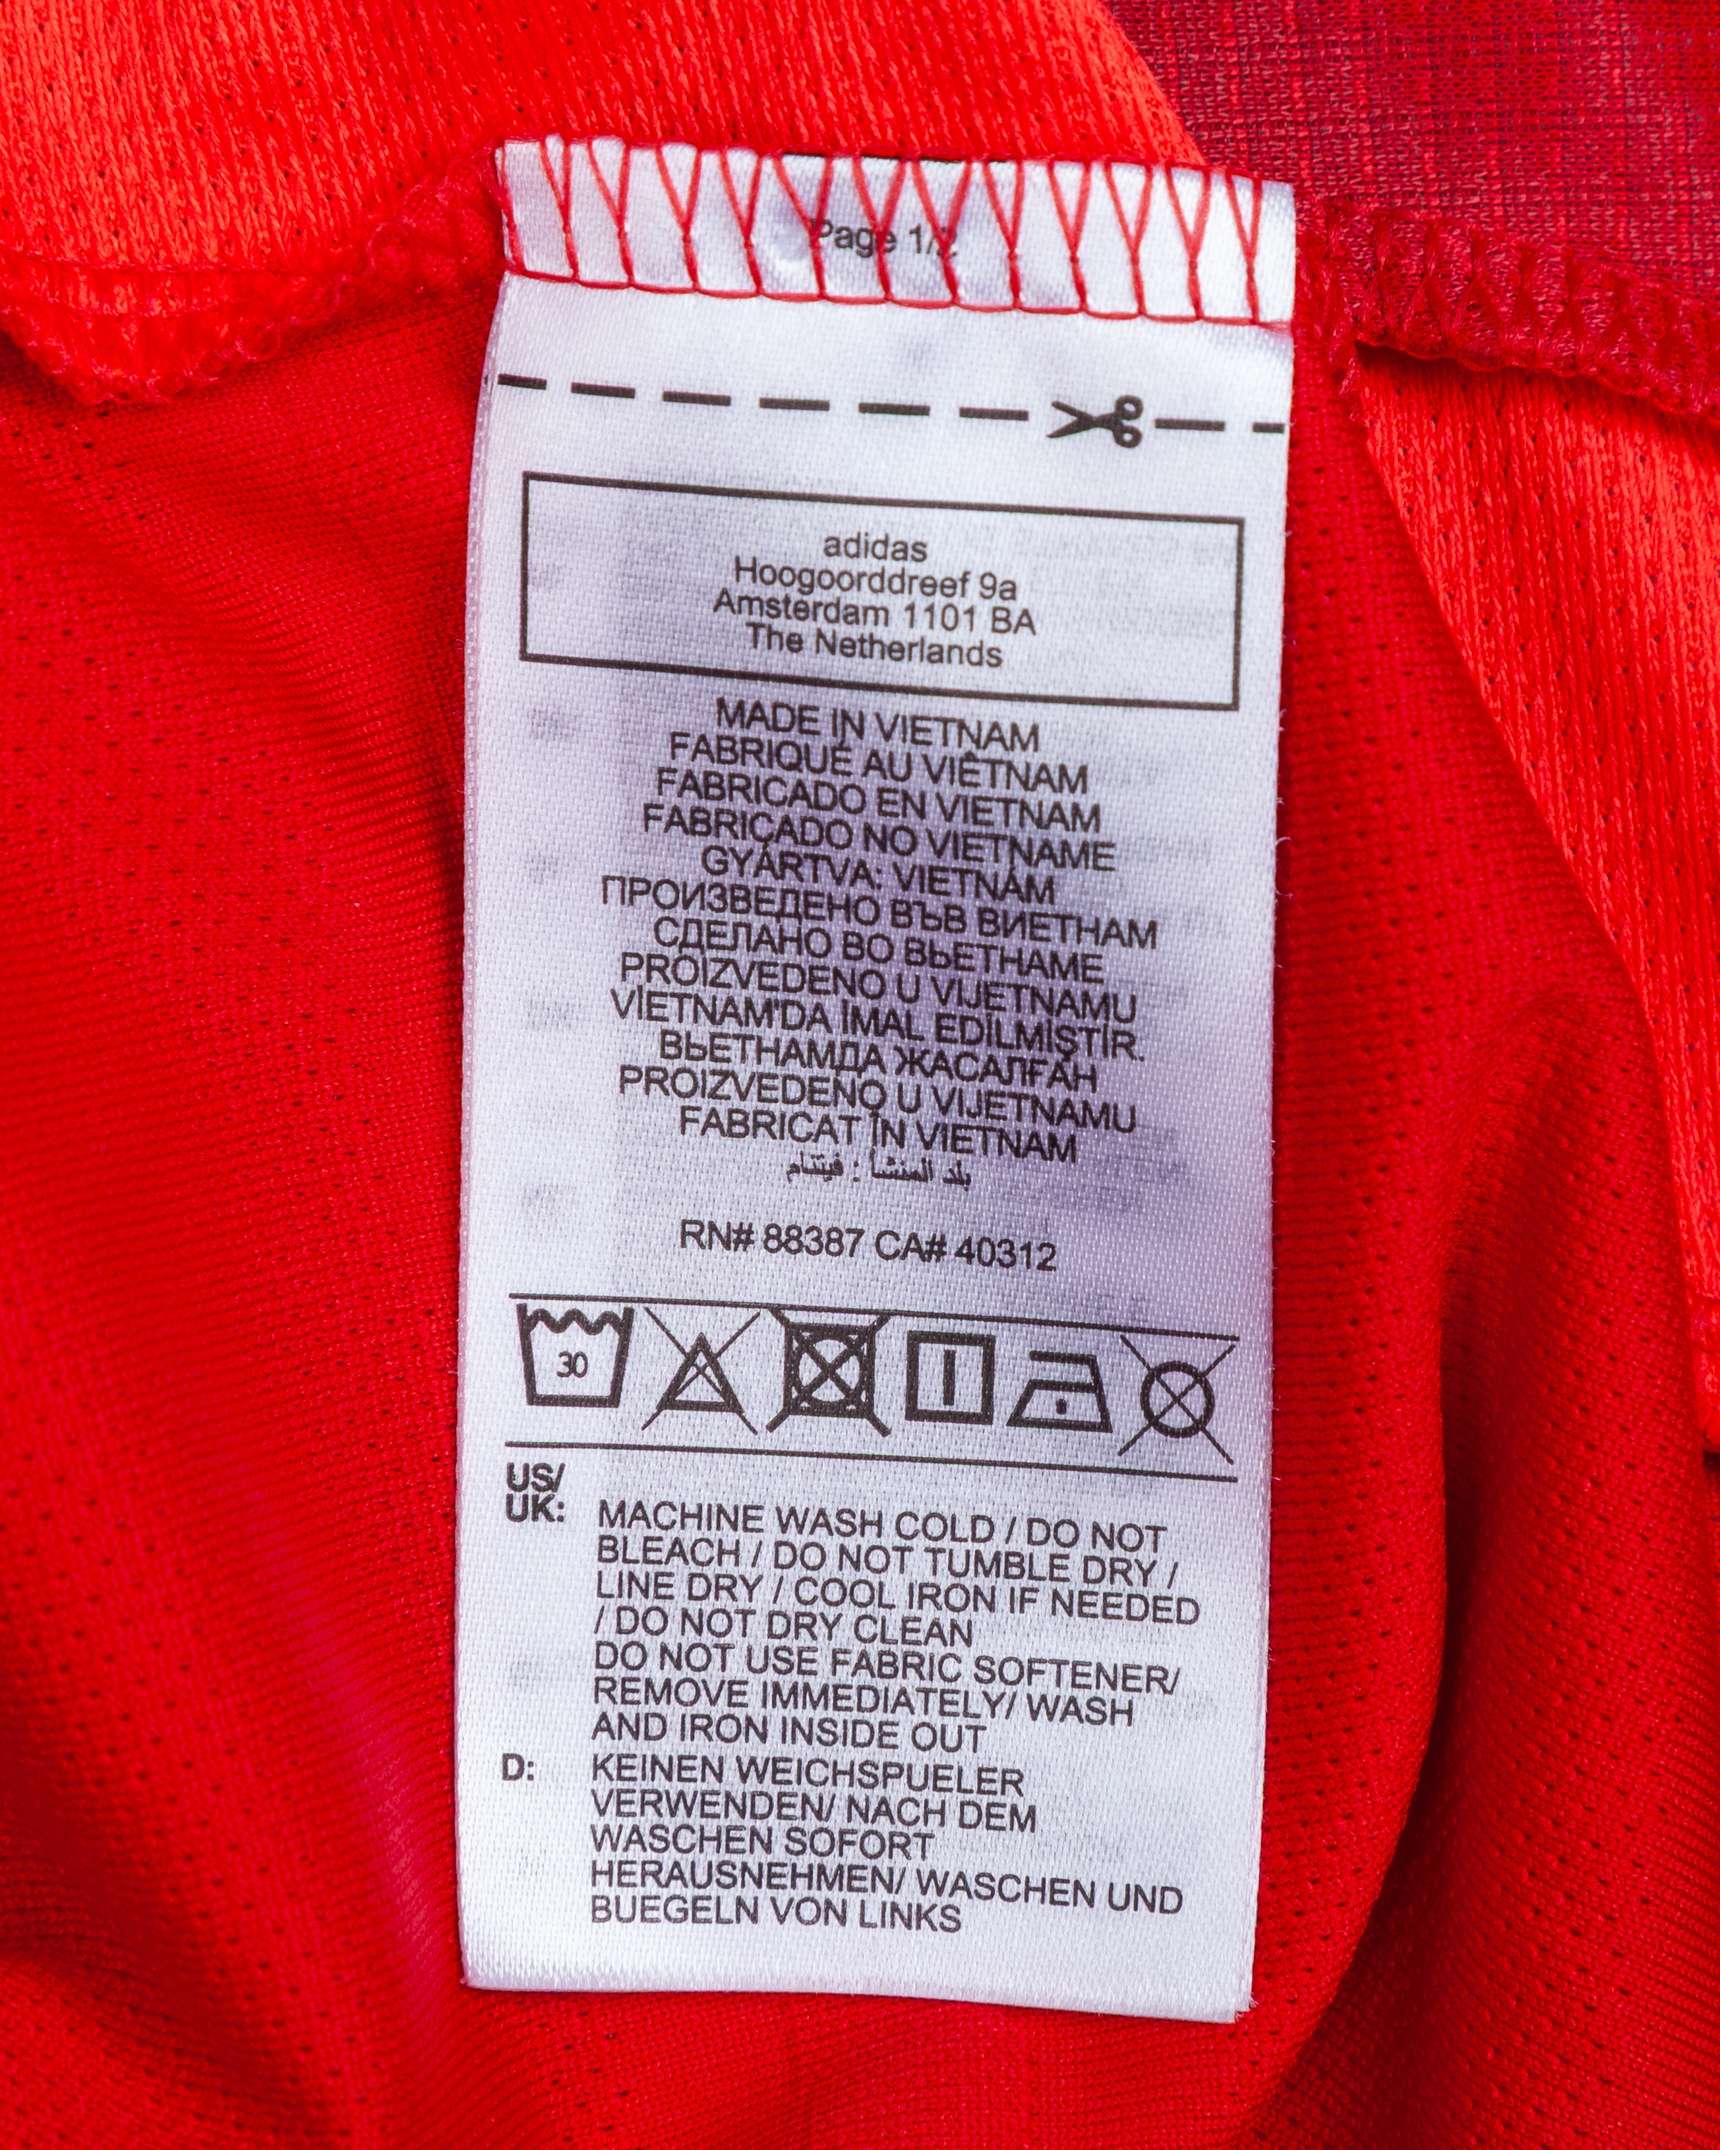 Page 1/2
adidas
Hoogoorddreef 9a
Amsterdam 1101 BA
The Netherlands
MADE IN VIETNAM
FABRIQUÉ AU VIÊTNAM
FABRICADO EN VIETNAM
FABRICADO NO VIETNAME
GYÁRTVA: VIETNÁM
ПРОИЗВЕДЕНО ВЪВ ВИЕТНАМ
СДЕЛАНО ВО ВЬЕТНАМЕ
PROIZVEDENO U VIJETNAMU
VİETNAM'DA İMAL EDİLMİŞTİR.
ВЬЕТНАМДА ЖАСАЛҒАН
PROIZVEDENO U VIJETNAMU
FABRICAT ÎN VIETNAM
بلد المنشأ : فيتنام
RN# 88387 CA# 40312
30
US/
UK: MACHINE WASH COLD / DO NOT
BLEACH / DO NOT TUMBLE DRY /
LINE DRY / COOL IRON IF NEEDED
/ DO NOT DRY CLEAN
DO NOT USE FABRIC SOFTENER/
REMOVE IMMEDIATELY/ WASH
AND IRON INSIDE OUT
D: KEINEN WEICHSPUELER
VERWENDEN/ NACH DEM
WASCHEN SOFORT
HERAUSNEHMEN/ WASCHEN UND
BUEGELN VON LINKS